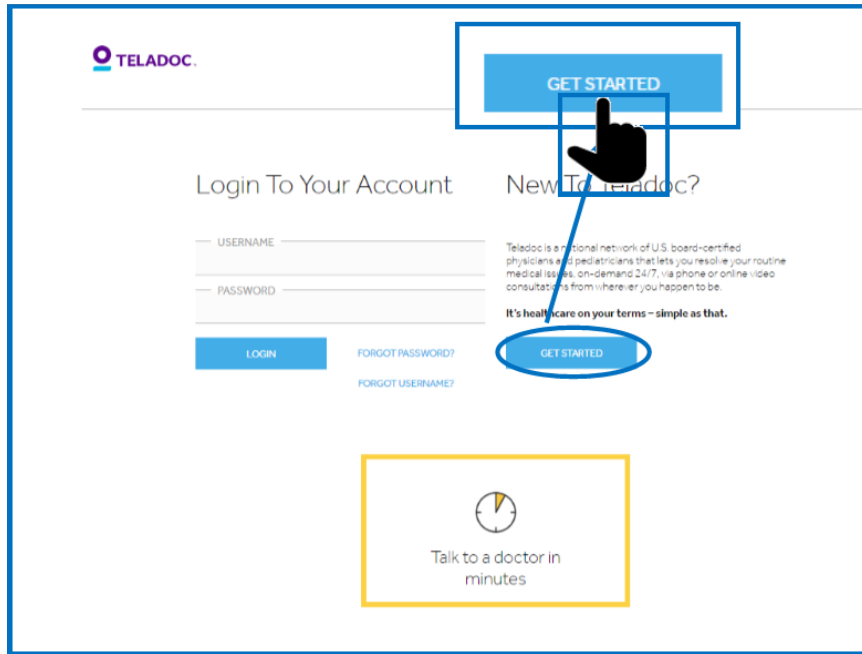 TELADOC.
GET STARTED
Login To Your Account
New To Teladoc?
USERNAME
PASSWORD
Teladoc is a national network of U.S. board-certified
physicians and pediatricians that lets you resolve your routine
medical issues, on-demand 24/7, via phone or online video
consultations from wherever you happen to be.
It's healthcare on your terms – simple as that.
LOGIN
FORGOT PASSWORD?
GET STARTED
FORGOT USERNAME?
Talk to a doctor in
minutes